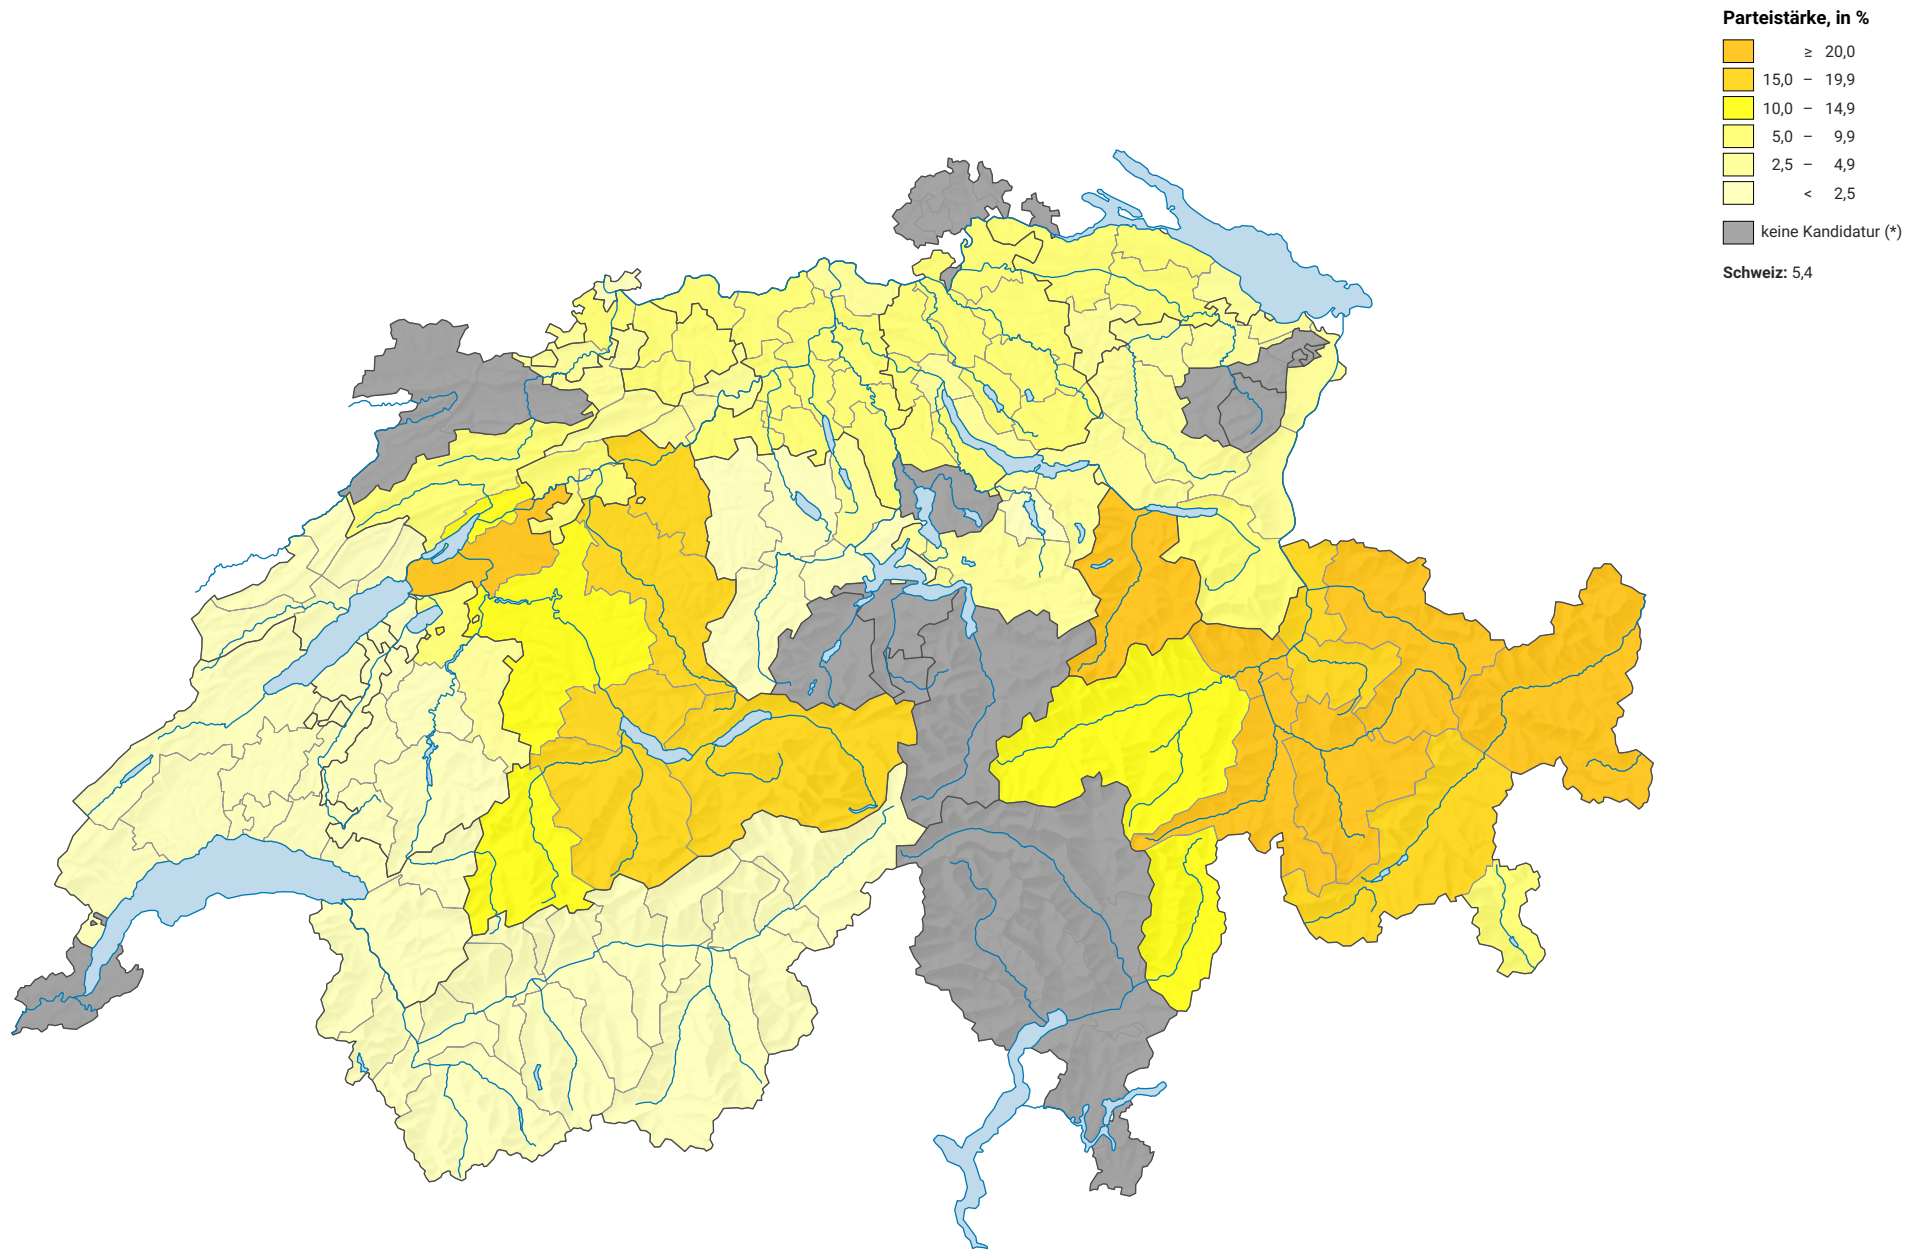 Parteistärke, in %
≥ 20,0
15,0 – 19,9
10,0 – 14,9
5,0 – 9,9
2,5 – 4,9
< 2,5
keine Kandidatur (*)
Schweiz: 5,4